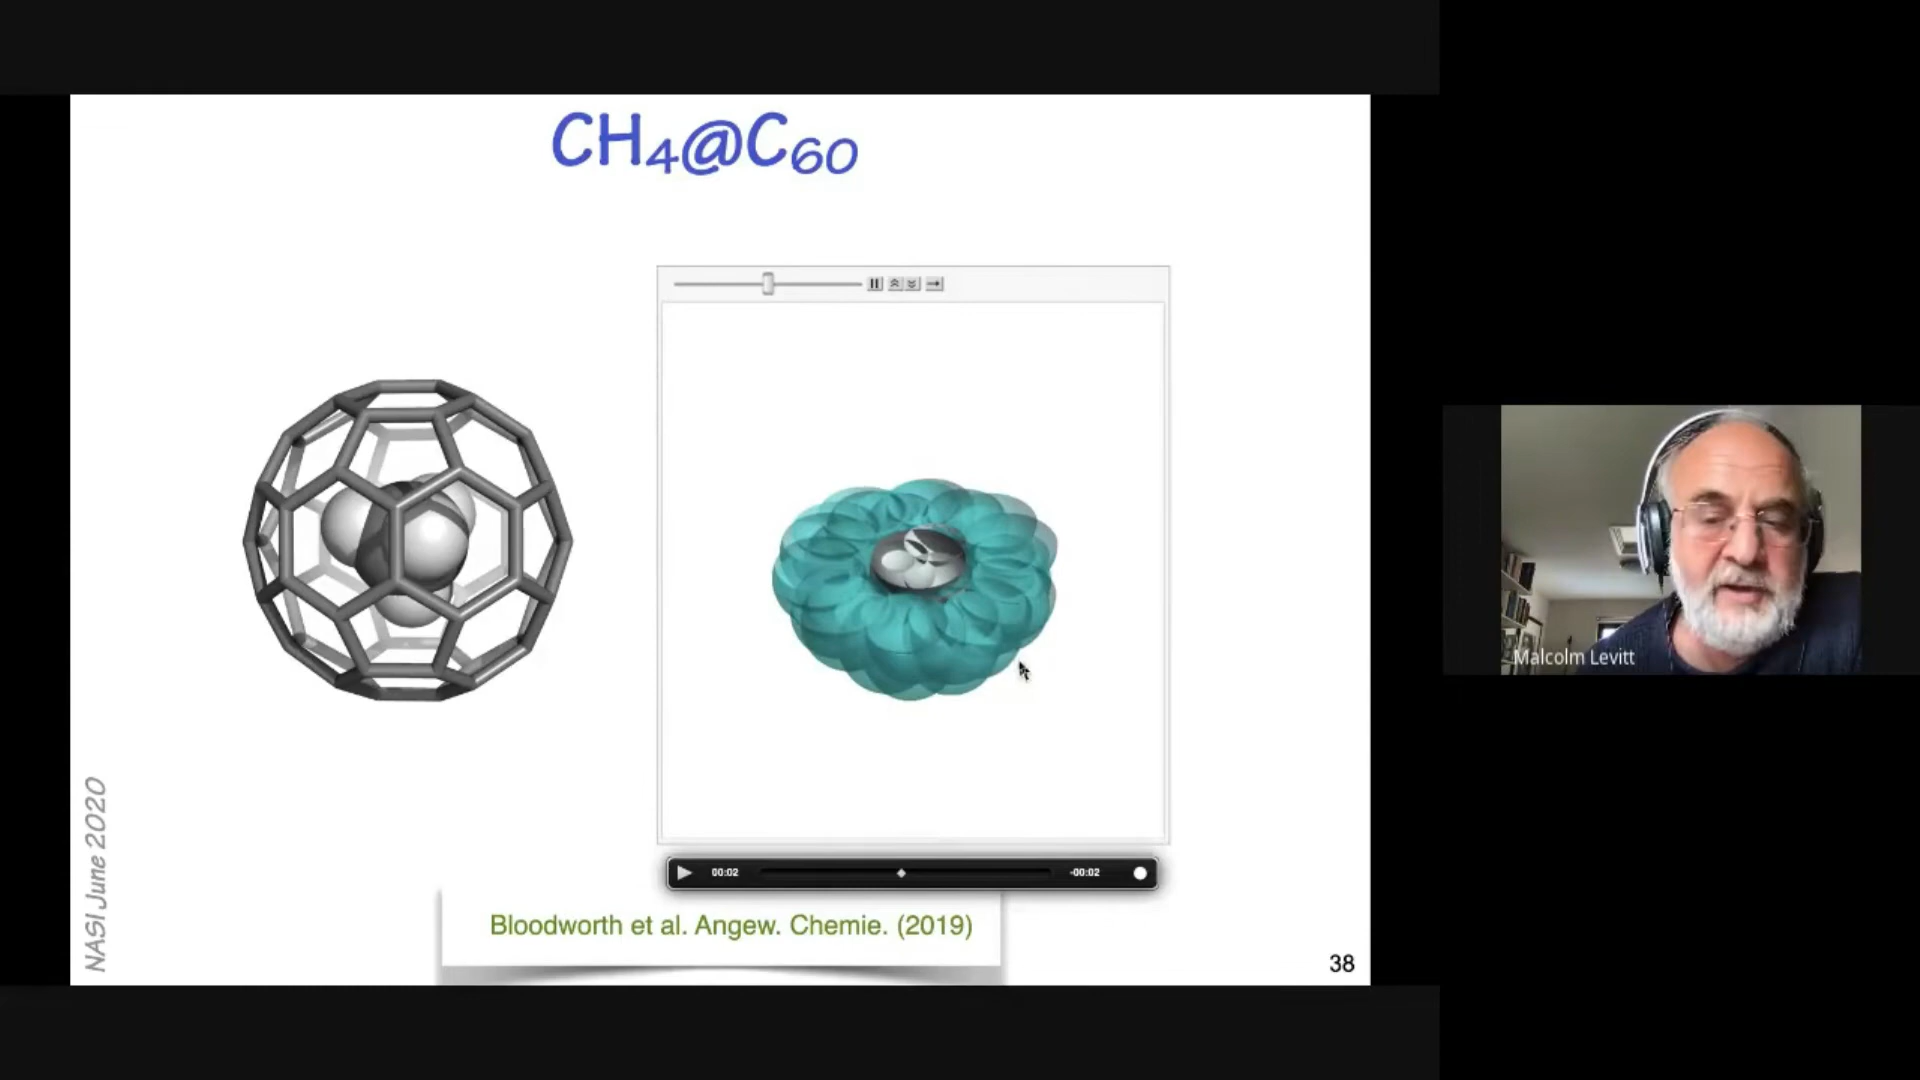 CH₄@C₆₀
00:02
-00:02
Bloodworth et al. Angew. Chemie. (2019)
NASI June 2020
38
Malcolm Levitt